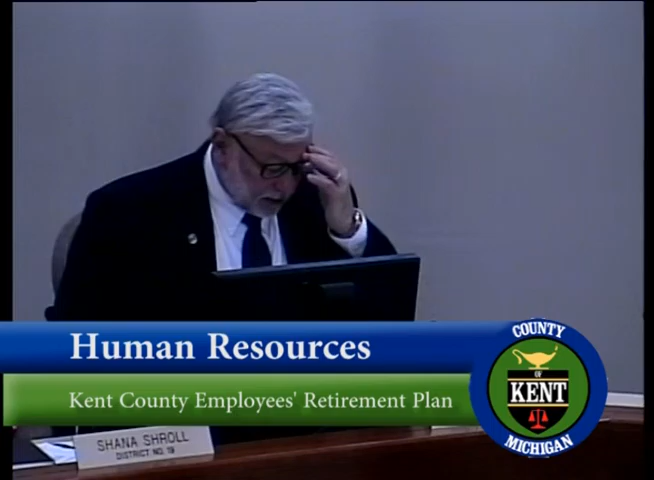 Human Resources
Kent County Employees' Retirement Plan
COUNTY
OF
KENT
MICHIGAN
SHANA SHROLL
DISTRICT NO. 19